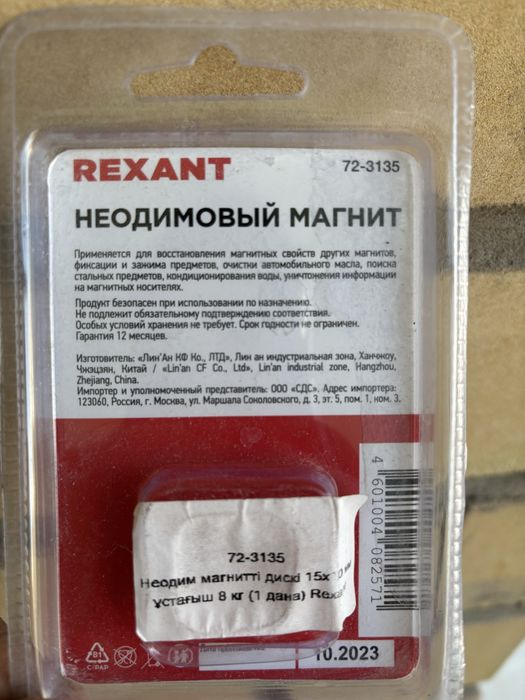 REXANT
72-3135
НЕОДИМОВЫЙ МАГНИТ
Применяется для восстановления магнитных свойств других магнитов,
фиксации и зажима предметов, очистки автомобильного масла, поиска
стальных предметов, кондиционирования воды, уничтожения информации
на магнитных носителях.
Продукт безопасен при использовании по назначению.
Не подлежит обязательному подтверждению соответствия.
Особых условий хранения не требует. Срок годности не ограничен.
Гарантия 12 месяцев.
Изготовитель: «Лин'Ан КФ Ко., ЛТД», Лин ан индустриальная зона, Ханчжоу,
Чжэцзян, Китай / «Lin'an CF Co., Ltd», Lin'an industrial zone, Hangzhou,
Zhejiang, China.
Импортер и уполномоченный представитель: ООО «СДС». Адрес импортера:
123060, Россия, г. Москва, ул. Маршала Соколовского, д. 3, эт. 5, пом. 1, ком. 3.
4 601004 082571
72-3135
Неодим магнитті дискі
ұстағыш 8 кг (1 дана)
C/PAP
10.2023